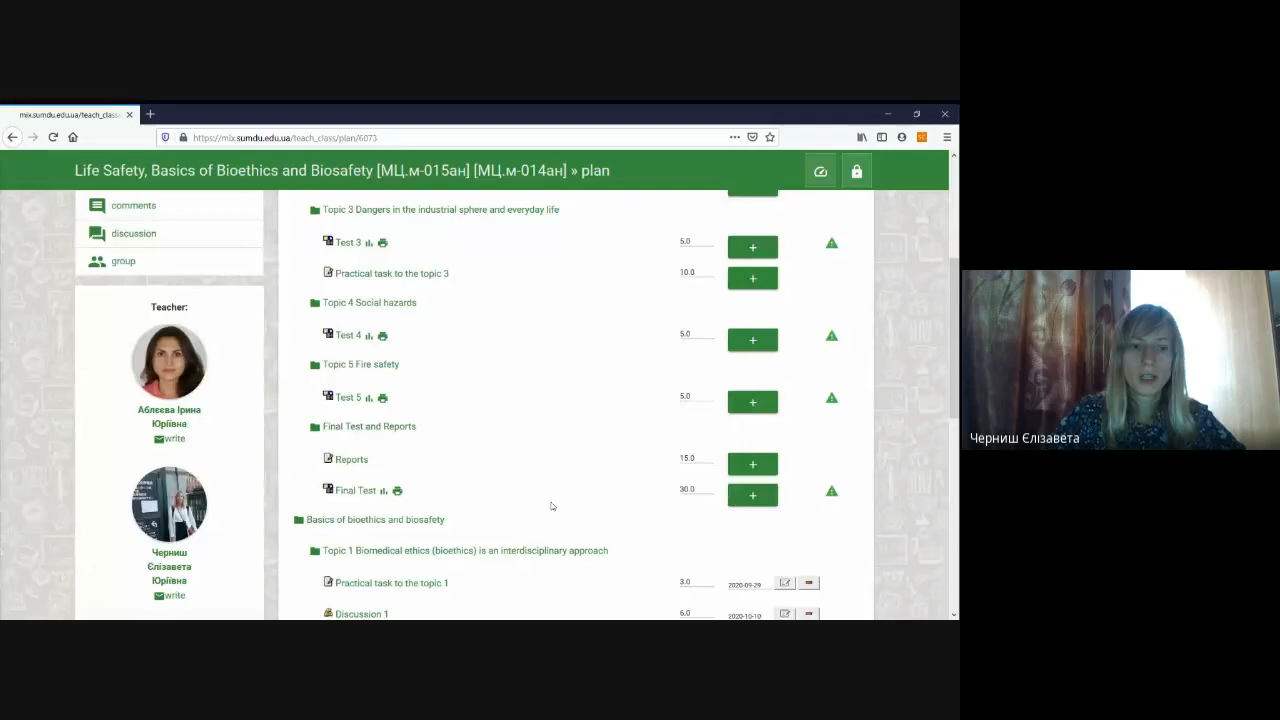 mix.sumdu.edu.ua/teach_class
https://mix.sumdu.edu.ua/teach_class/plan/6073
Life Safety, Basics of Bioethics and Biosafety [МЦ.м-015ан] [МЦ.м-014ан] » plan
comments
discussion
group
Teacher:
Аблєєва Ірина
Юріївна
write
Черниш
Єлізавета
Юріївна
write
Topic 3 Dangers in the industrial sphere and everyday life
Test 3 5.0 +
Practical task to the topic 3 10.0 +
Topic 4 Social hazards
Test 4 5.0 +
Topic 5 Fire safety
Test 5 5.0 +
Final Test and Reports
Reports 15.0 +
Final Test 30.0 +
Basics of bioethics and biosafety
Topic 1 Biomedical ethics (bioethics) is an interdisciplinary approach
Practical task to the topic 1 3.0 2020-09-29
Discussion 1 6.0 2020-10-10
Черниш Єлізавета